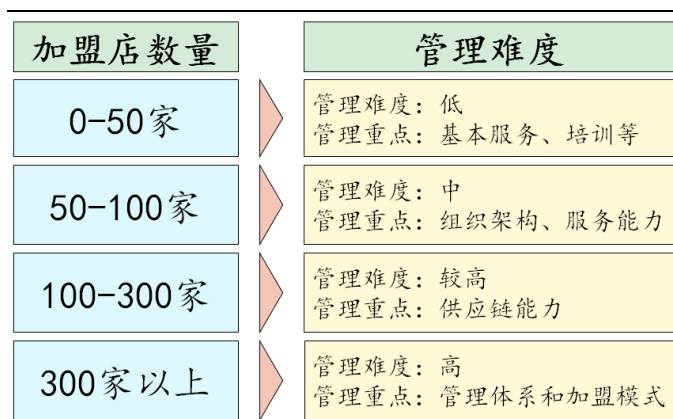 加盟店数量
管理难度
0-50家
管理难度：低
管理重点：基本服务、培训等
50-100家
管理难度：中
管理重点：组织架构、服务能力
100-300家
管理难度：较高
管理重点：供应链能力
300家以上
管理难度：高
管理重点：管理体系和加盟模式